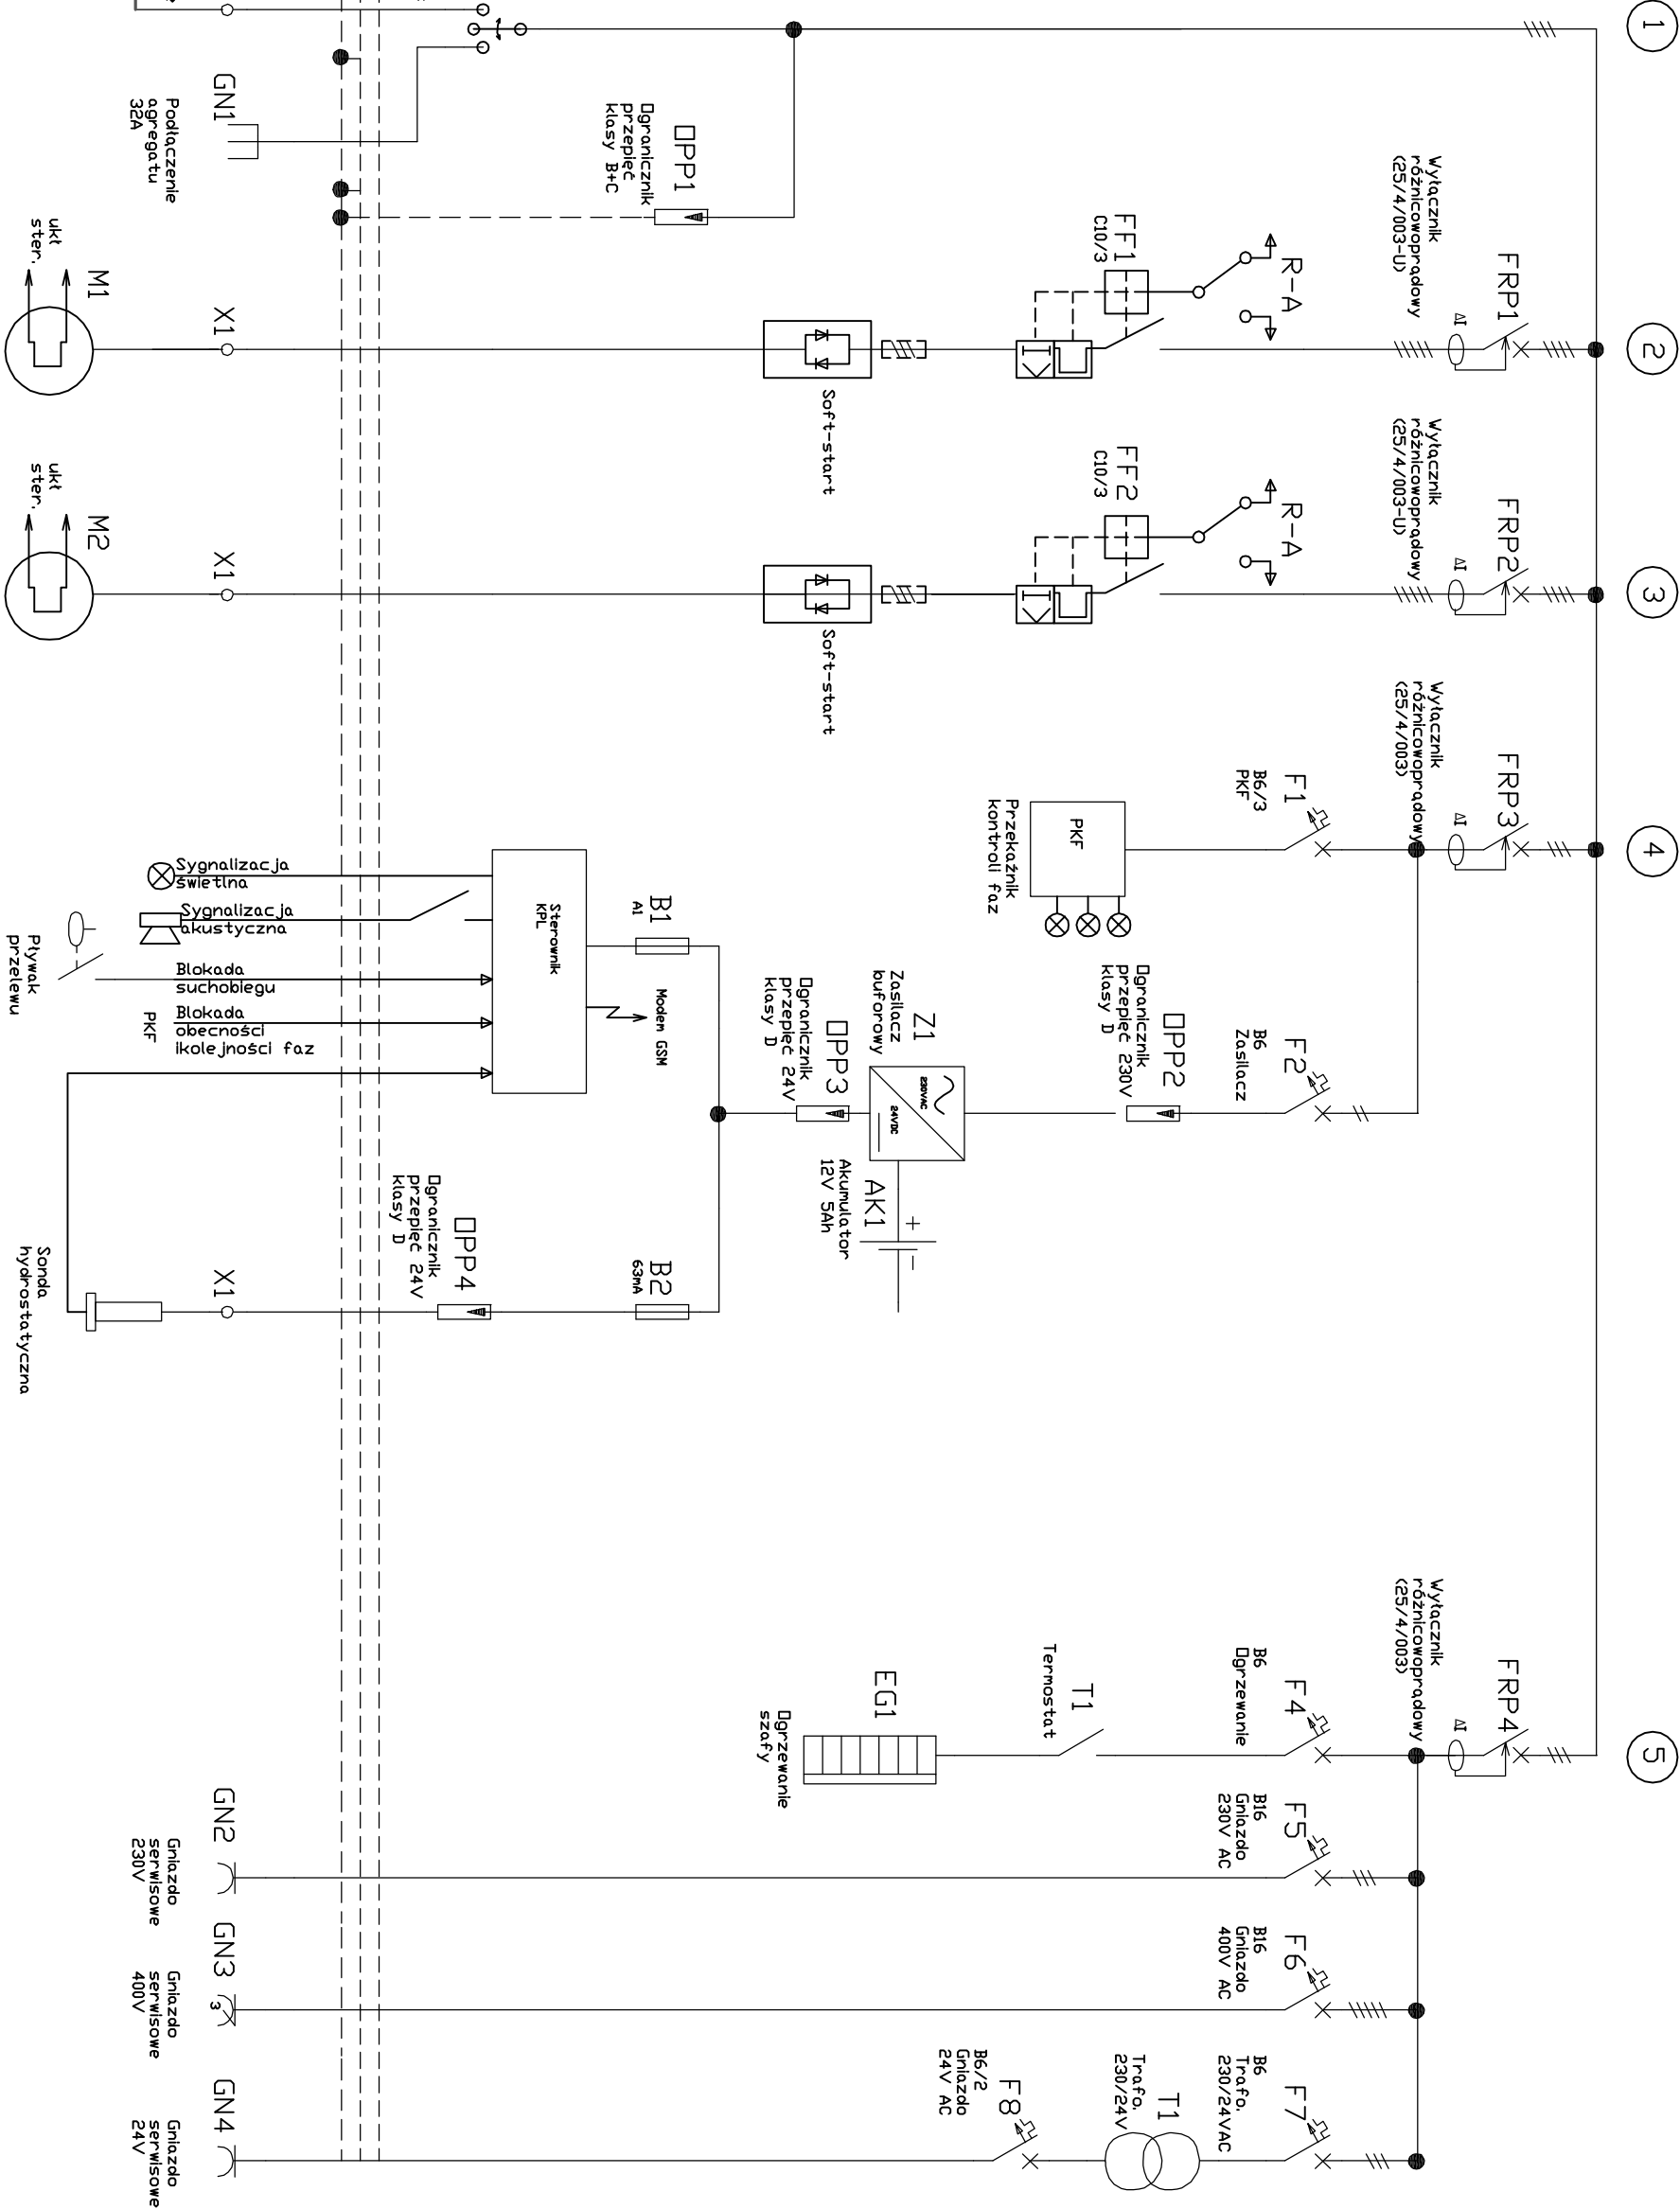 1
2
3
4
5
GN1
Podłączenie
agregatu
32A
OPP1
Ogranicznik
przepięć
klasy B+C
FRP1
Wyłącznik
różnicowoprądowy
(25/4/003-U)
ΔI
R-A
FF1
C10/3
Soft-start
X1
M1
ukł
ster.
FRP2
Wyłącznik
różnicowoprądowy
(25/4/003-U)
ΔI
R-A
FF2
C10/3
Soft-start
X1
M2
ukł
ster.
FRP3
Wyłącznik
różnicowoprądowy
(25/4/003)
ΔI
F1
B6/3
PKF
PKF
Przekaźnik
kontroli faz
F2
B6
Zasilacz
OPP2
Ogranicznik
przepięć 230V
klasy D
Z1
Zasilacz
buforowy
230VAC
24VDC
AK1
Akumulator
12V 5Ah
+
-
OPP3
Ogranicznik
przepięć 24V
klasy D
B1
A1
B2
63mA
Modem GSM
Sterownik
KPL
Sygnalizacja
świetlna
Sygnalizacja
akustyczna
Blokada
suchobiegu
Blokada
obecności
ikolejności faz
PKF
Pływak
przelewu
OPP4
Ogranicznik
przepięć 24V
klasy D
X1
Sonda
hydrostatyczna
FRP4
Wyłącznik
różnicowoprądowy
(25/4/003)
ΔI
F4
B6
Ogrzewanie
T1
Termostat
EG1
Ogrzewanie
szafy
F5
B16
Gniazdo
230V AC
GN2
Gniazdo
serwisowe
230V
F6
B16
Gniazdo
400V AC
GN3
3
Gniazdo
serwisowe
400V
F7
B6
Trafo.
230/24VAC
T1
Trafo.
230/24V
F8
B6/2
Gniazdo
24V AC
GN4
Gniazdo
serwisowe
24V